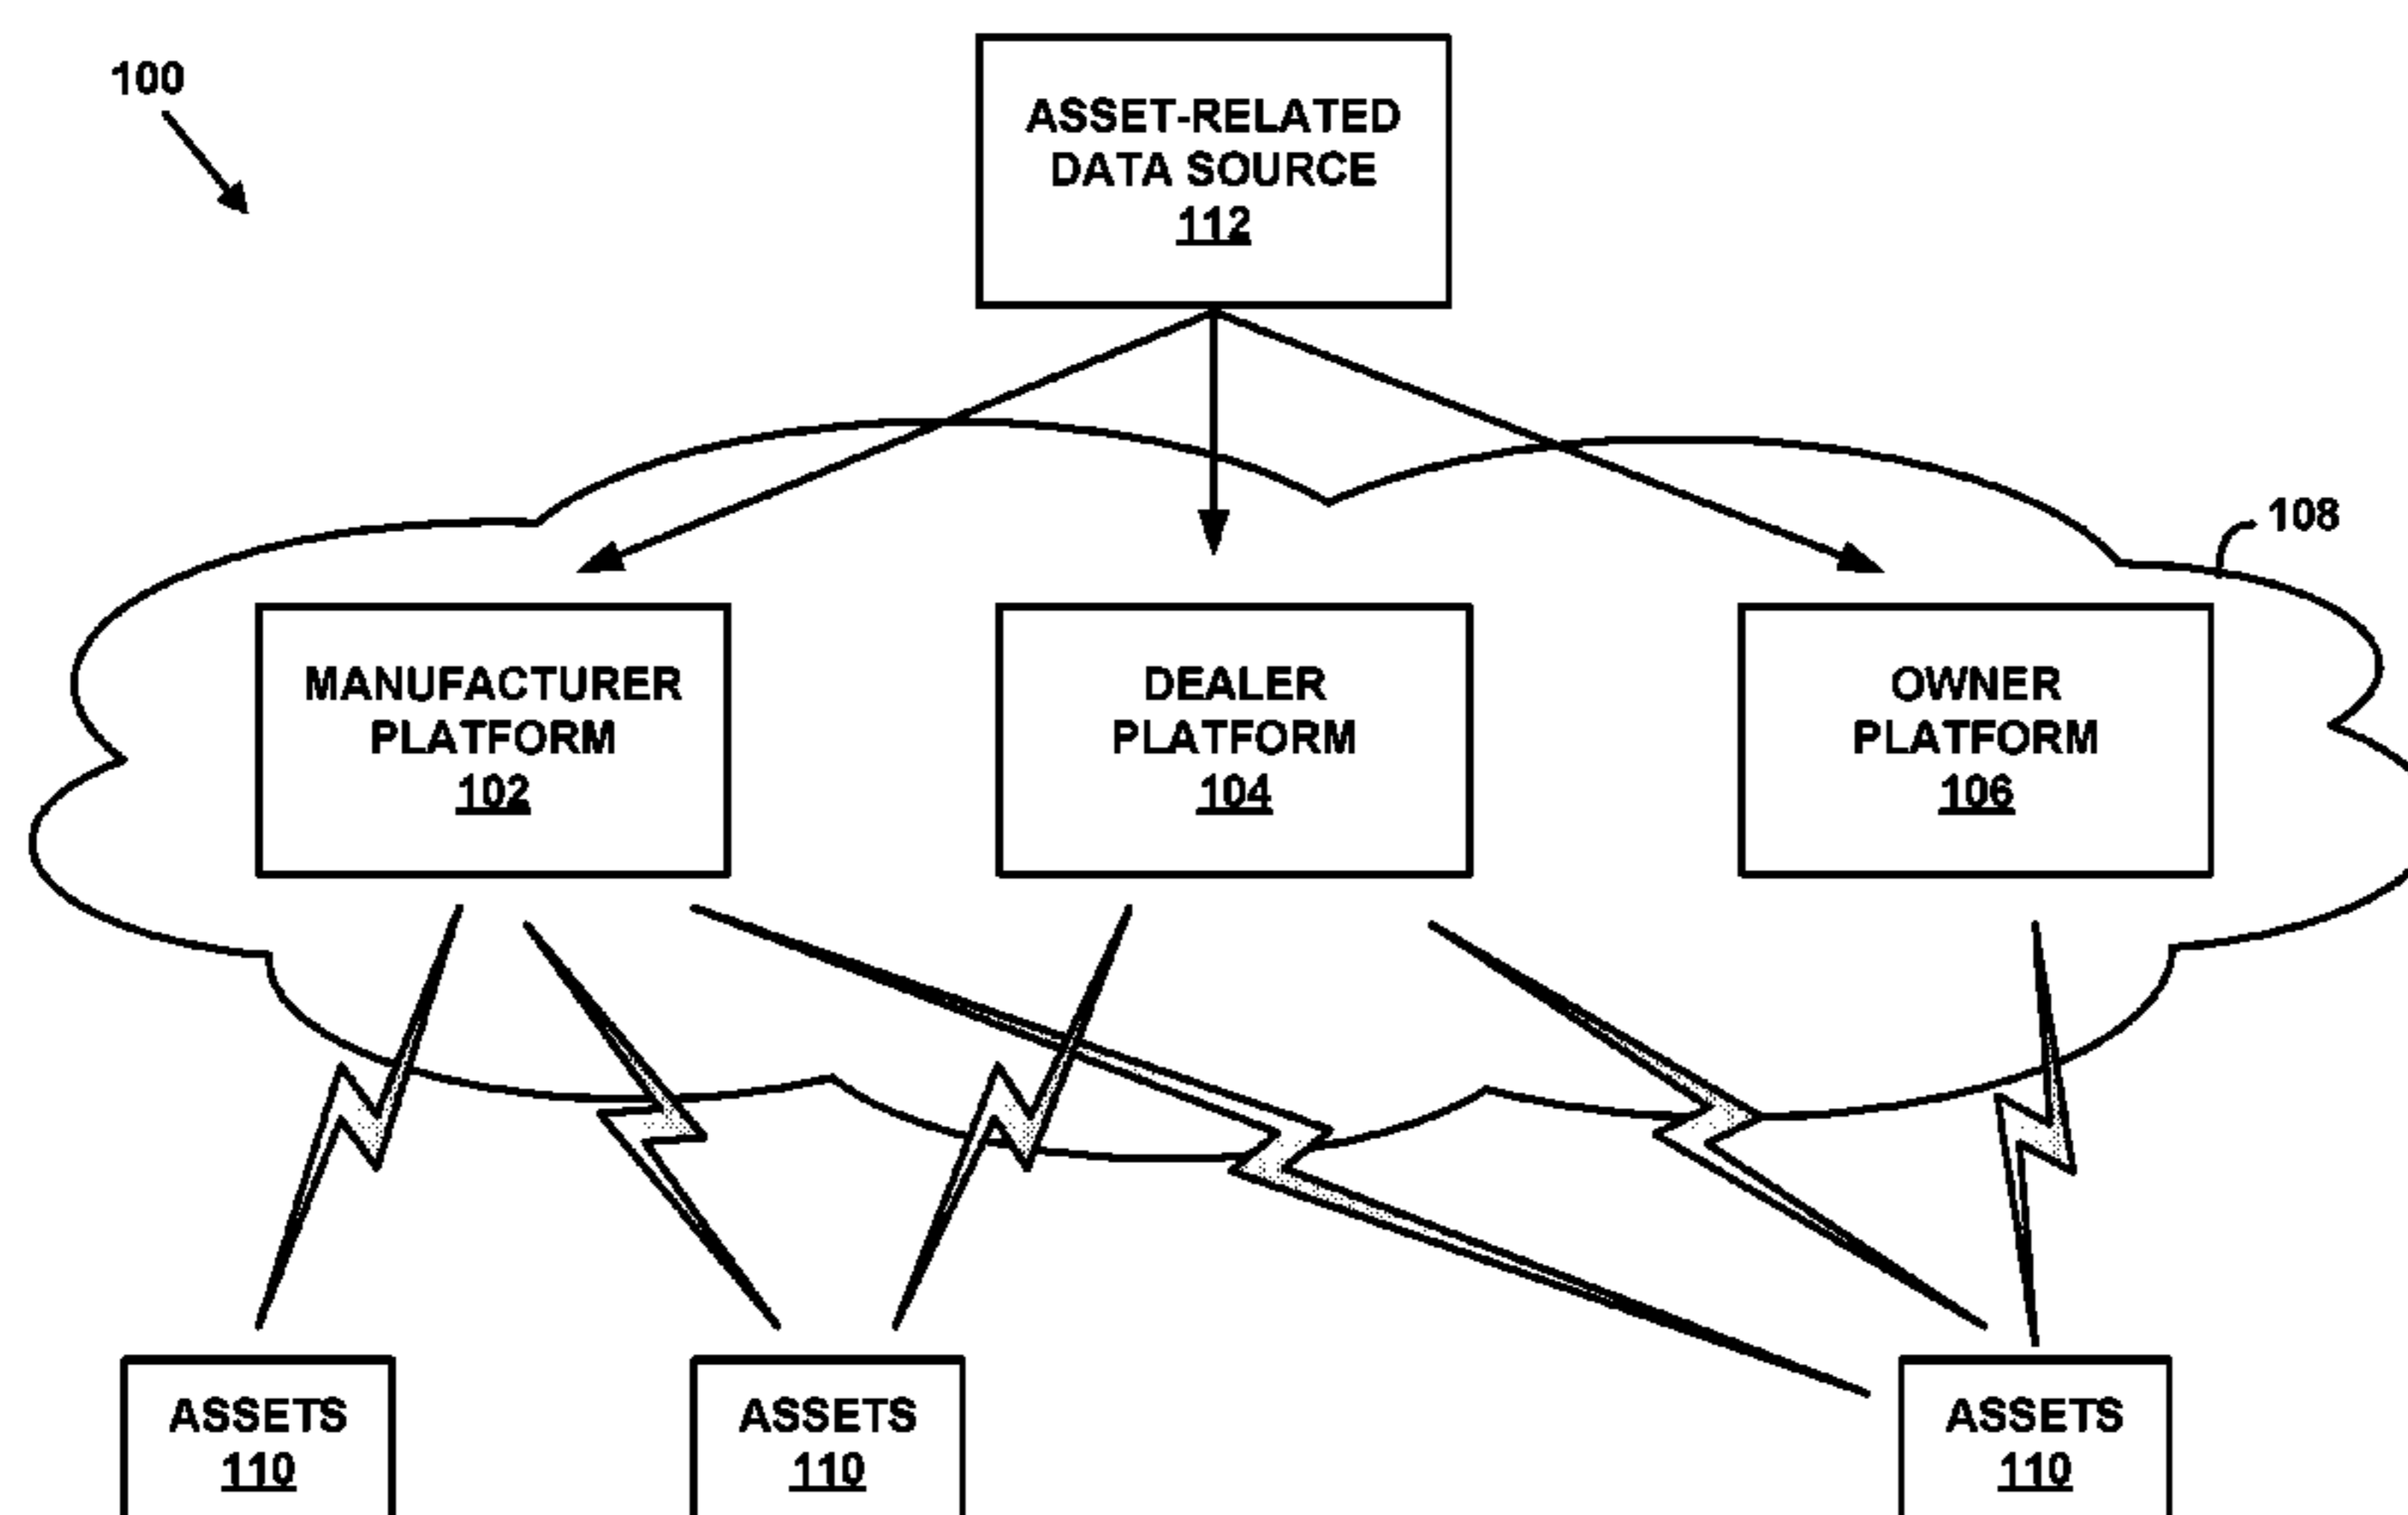 100
ASSET-RELATED
DATA SOURCE
112
108
MANUFACTURER
PLATFORM
102
DEALER
PLATFORM
104
OWNER
PLATFORM
106
ASSETS
110
ASSETS
110
ASSETS
110